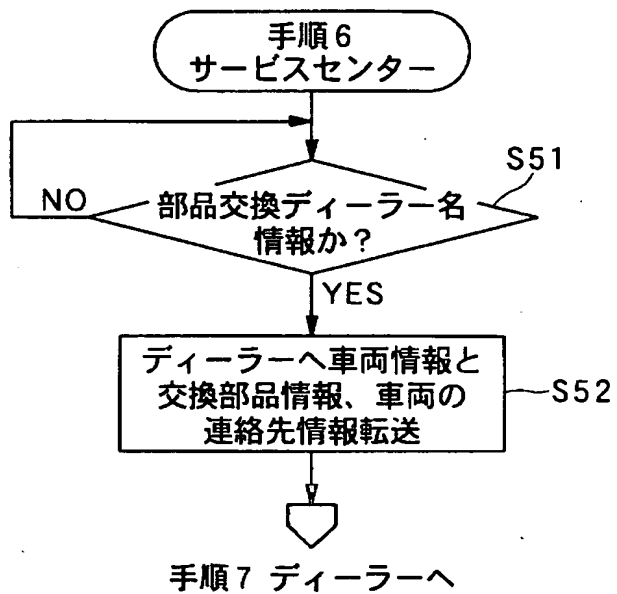 手順6
サービスセンター
S51
NO
部品交換ディーラー名
情報か?
YES
ディーラーへ車両情報と
交換部品情報、車両の
連絡先情報転送
S52
手順7 ディーラーへ